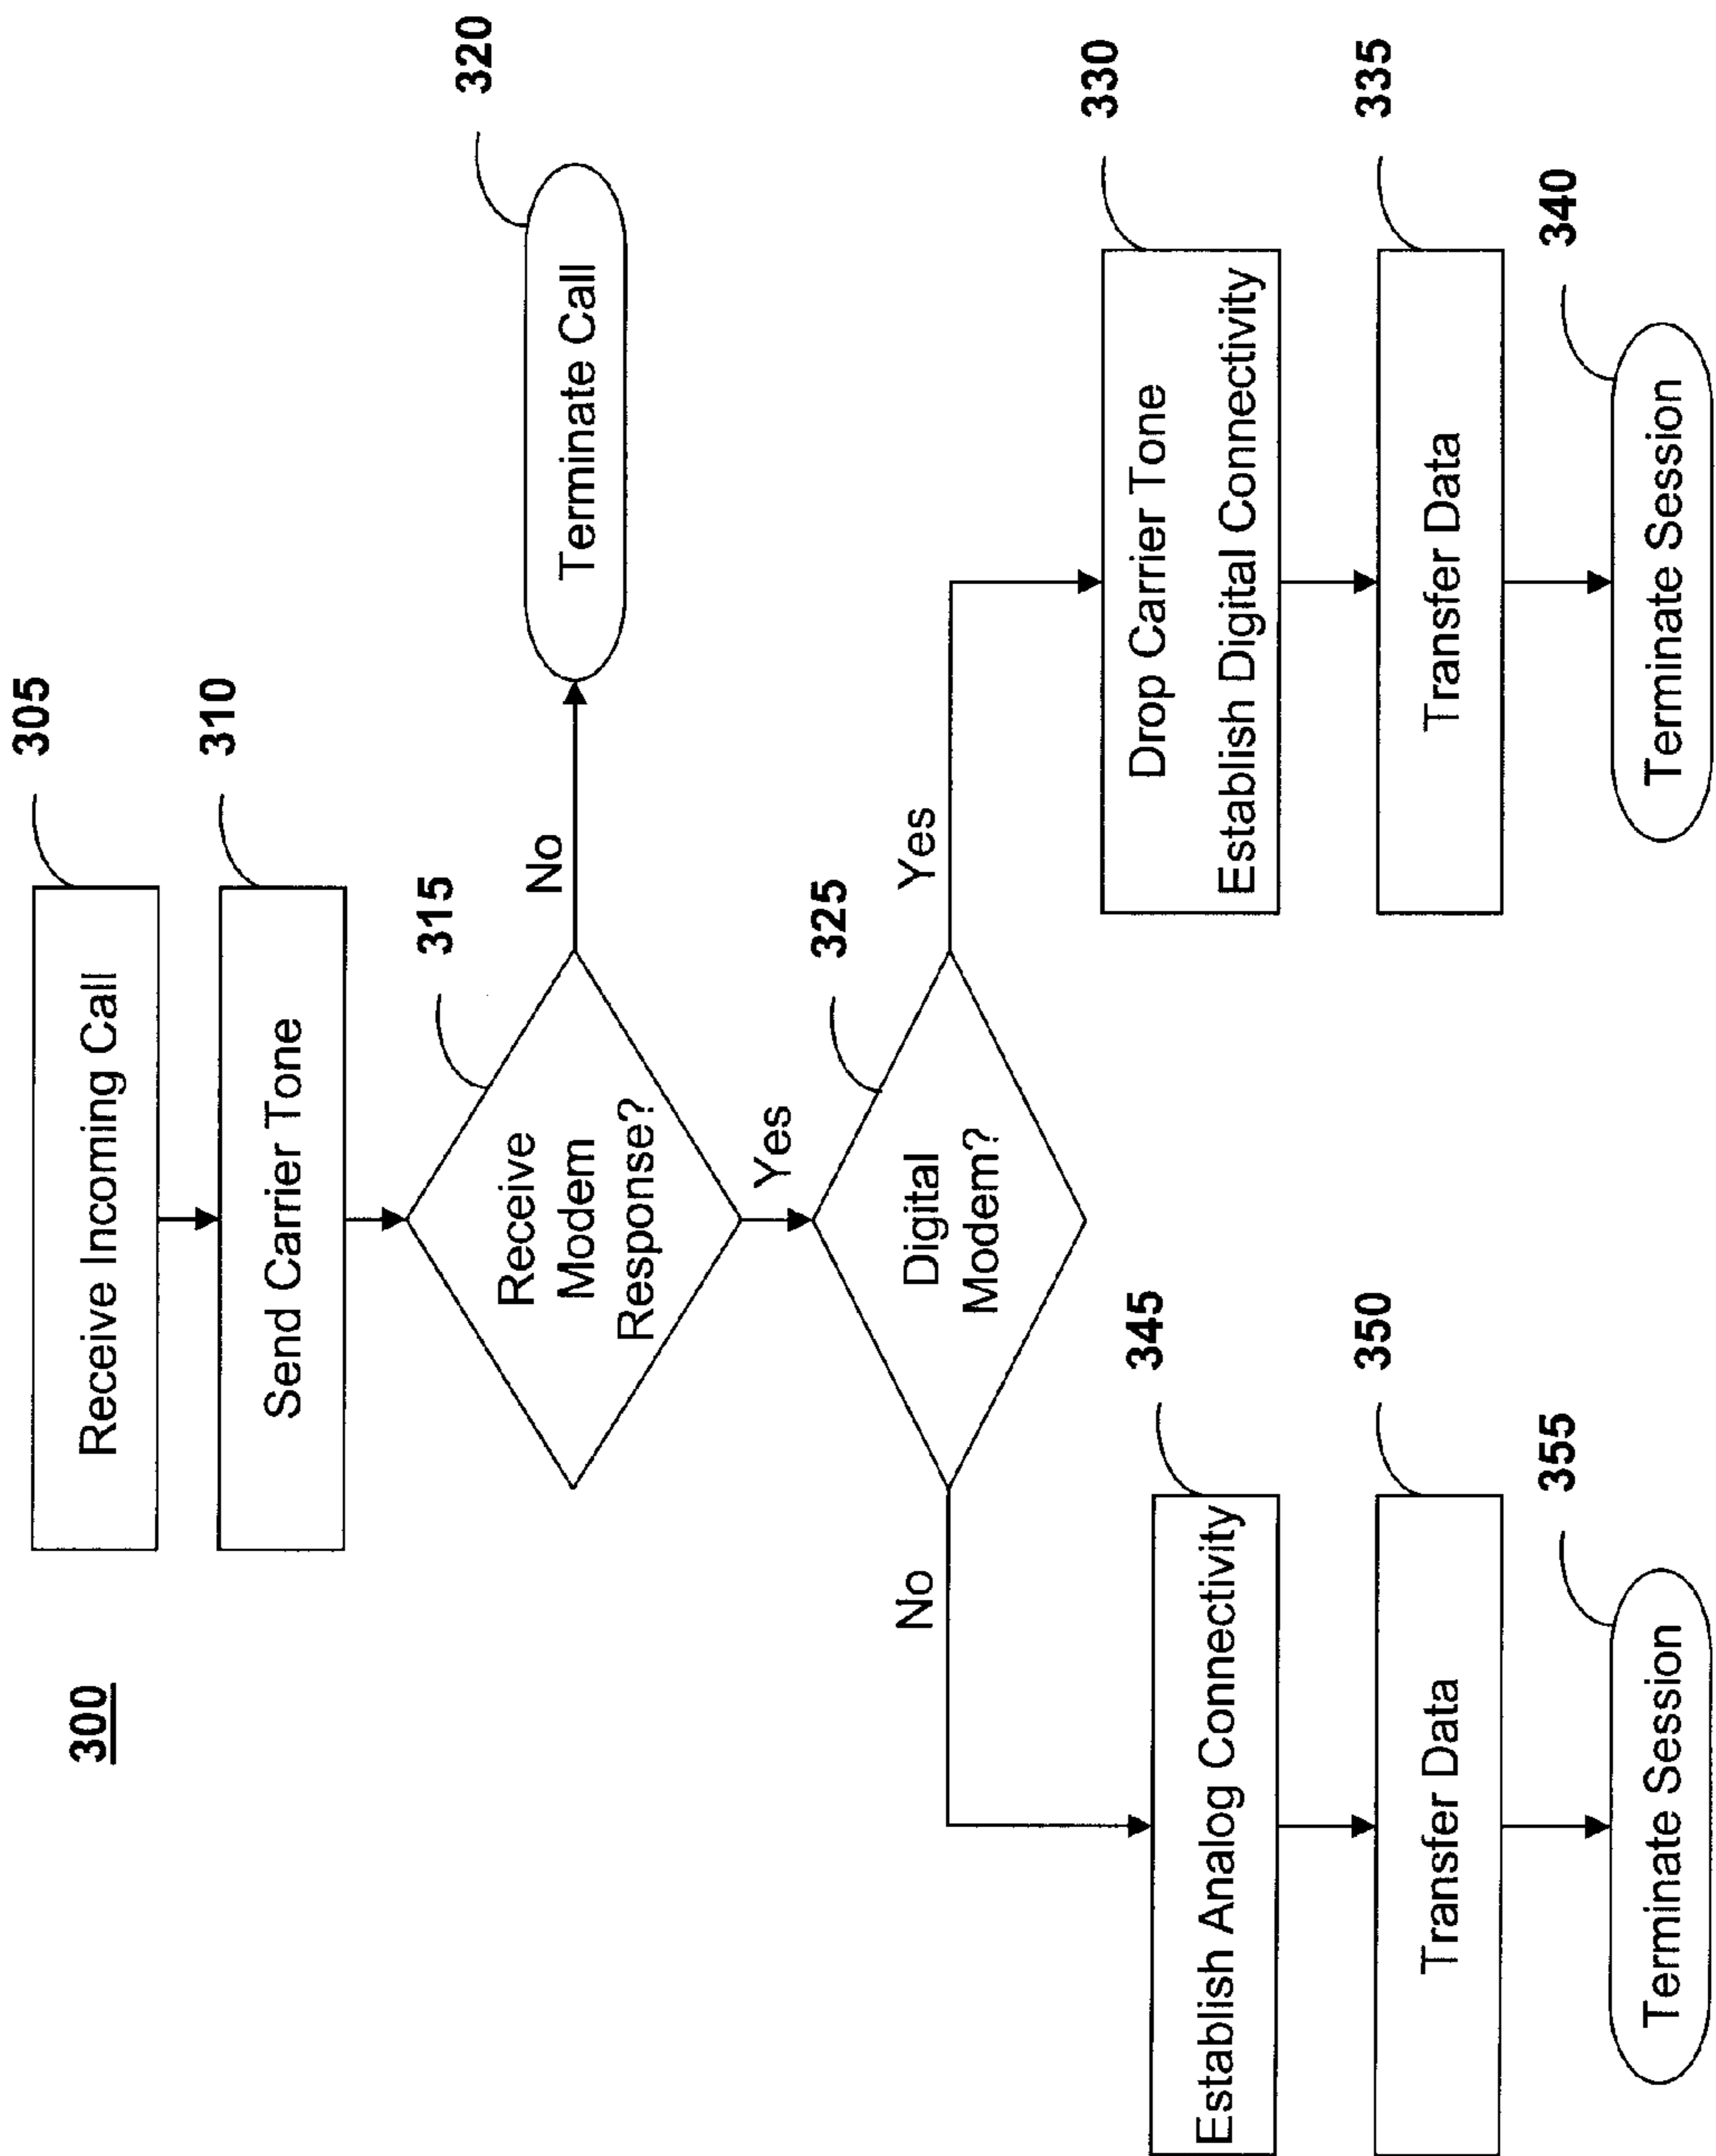 300
305
Receive Incoming Call
310
Send Carrier Tone
315
Receive
Modem
Response?
No
320
Terminate Call
Yes
325
Digital
Modem?
No
Yes
345
Establish Analog Connectivity
350
Transfer Data
355
Terminate Session
330
Drop Carrier Tone
Establish Digital Connectivity
335
Transfer Data
340
Terminate Session